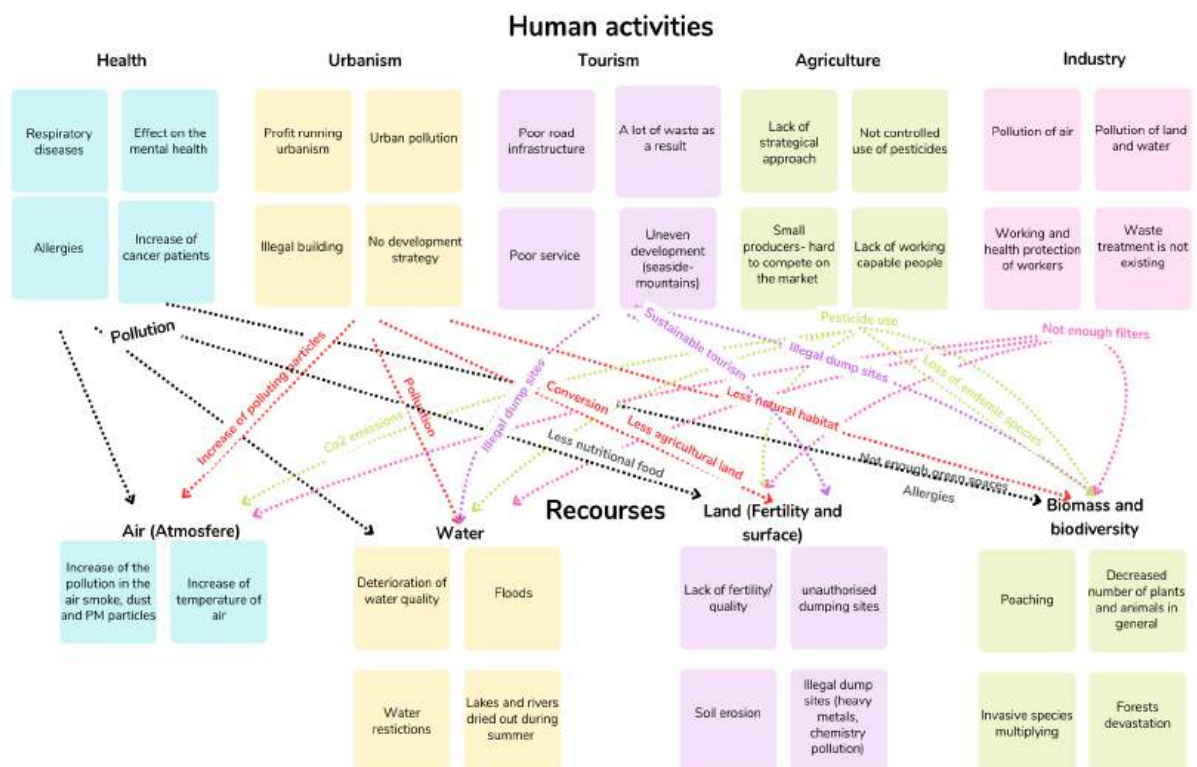 Human activities
Health
Urbanism
Tourism
Agriculture
Industry
Respiratory
diseases
Effect on the
mental health
Profit running
urbanism
Urban pollution
Poor road
infrastructure
A lot of waste as
a result
Lack of
strategical
approach
Not controlled
use of pesticides
Pollution of air
Pollution of land
and water
Allergies
Increase of
cancer patients
Illegal building
No development
strategy
Poor service
Uneven
development
(seaside-
mountains)
Small
producers- hard
to compete on
the market
Lack of working
capable people
Working and
health protection
of workers
Waste
treatment is not
existing
Pollution
Increase of polluting particles
Pollution
Illegal dump sites
Sustainable tourism
Pesticide use
Illegal dump sites
Not enough filters
Loss of endemic species
Co2 emissions
Conversion
Less natural habitat
Less agricultural land
Less nutritional food
Not enough green spaces
Allergies
Recourses
Air (Atmosfere)
Water
Land (Fertility and
surface)
Biomass and
biodiversity
Increase of the
pollution in the
air smoke, dust
and PM particles
Increase of
temperature of
air
Deterioration of
water quality
Floods
Lack of fertility/
quality
unauthorised
dumping sites
Poaching
Decreased
number of plants
and animals in
general
Water
restictions
Lakes and rivers
dried out during
summer
Soil erosion
Illegal dump
sites (heavy
metals,
chemistry
pollution)
Invasive species
multiplying
Forests
devastation